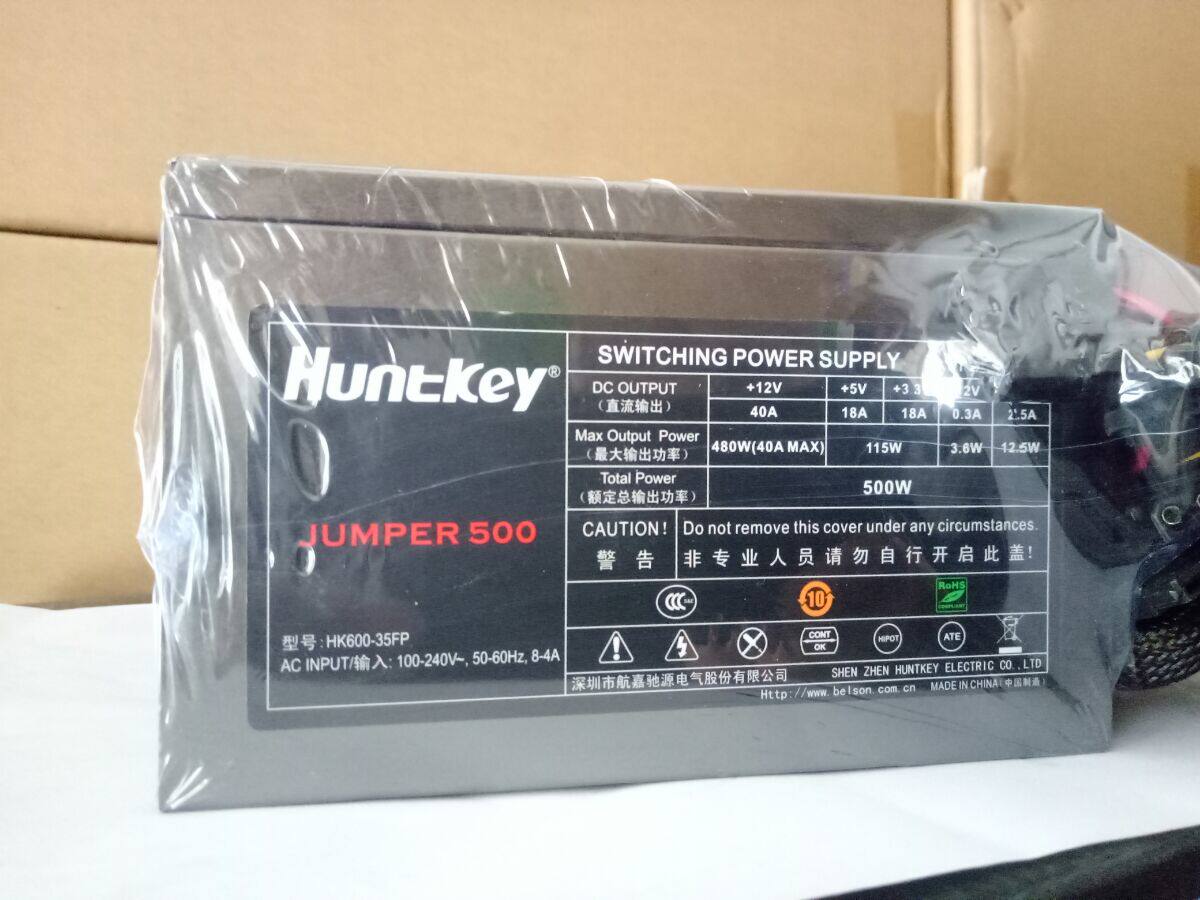 Huntkey®
JUMPER 500
型号: HK600-35FP
AC INPUT/输入: 100-240V~, 50-60Hz, 8-4A
SWITCHING POWER SUPPLY
DC OUTPUT
(直流输出)
+12V +5V +3.3
40A 18A 18A 0.3A 2.5A
Max Output Power
(最大输出功率)
480W(40A MAX) 115W 3.6W 12.5W
Total Power
(额定总输出功率)
500W
CAUTION! Do not remove this cover under any circumstances.
警告 非专业人员请勿自行开启此盖!
CCC S&E 10 RoHS
COMPLIANT
CONT
OK
HIPOT ATE
深圳市航嘉驰源电气股份有限公司 SHEN ZHEN HUNTKEY ELECTRIC CO.,LTD
Http://www.belson.com.cn MADE IN CHINA(中国制造)